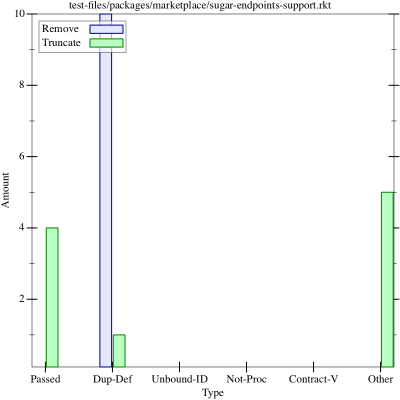 test-files/packages/marketplace/sugar-endpoints-support.rkt
10
Remove
Truncate
8
6
Amount
4
2
Passed Dup-Def Unbound-ID Not-Proc Contract-V Other
Type